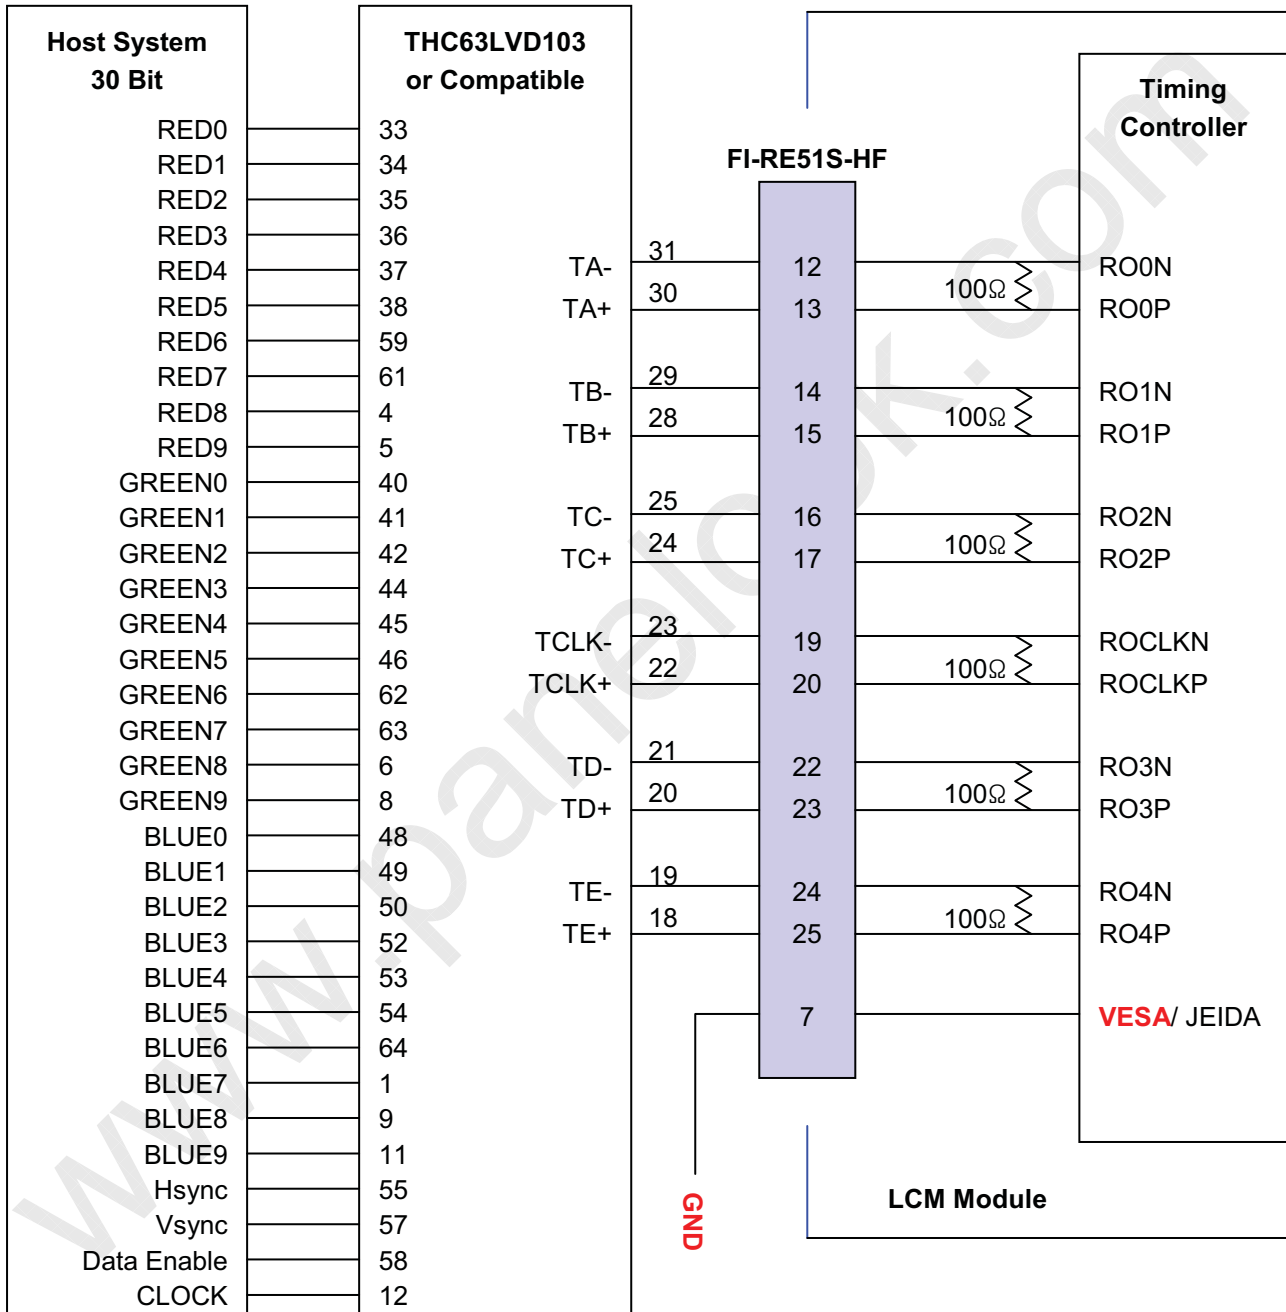 Host System
30 Bit
RED0
RED1
RED2
RED3
RED4
RED5
RED6
RED7
RED8
RED9
GREEN0
GREEN1
GREEN2
GREEN3
GREEN4
GREEN5
GREEN6
GREEN7
GREEN8
GREEN9
BLUE0
BLUE1
BLUE2
BLUE3
BLUE4
BLUE5
BLUE6
BLUE7
BLUE8
BLUE9
Hsync
Vsync
Data Enable
CLOCK
THC63LVD103
or Compatible
33
34
35
36
37
38
59
61
4
5
40
41
42
44
45
46
62
63
6
8
48
49
50
52
53
54
64
1
9
11
55
57
58
12
TA-
TA+
TB-
TB+
TC-
TC+
TCLK-
TCLK+
TD-
TD+
TE-
TE+
31
30
29
28
25
24
23
22
21
20
19
18
GND
FI-RE51S-HF
12
13
14
15
16
17
19
20
22
23
24
25
7
100Ω
100Ω
100Ω
100Ω
100Ω
100Ω
Timing
Controller
RO0N
RO0P
RO1N
RO1P
RO2N
RO2P
ROCLKN
ROCLKP
RO3N
RO3P
RO4N
RO4P
VESA/ JEIDA
LCM Module
www.panelook.com